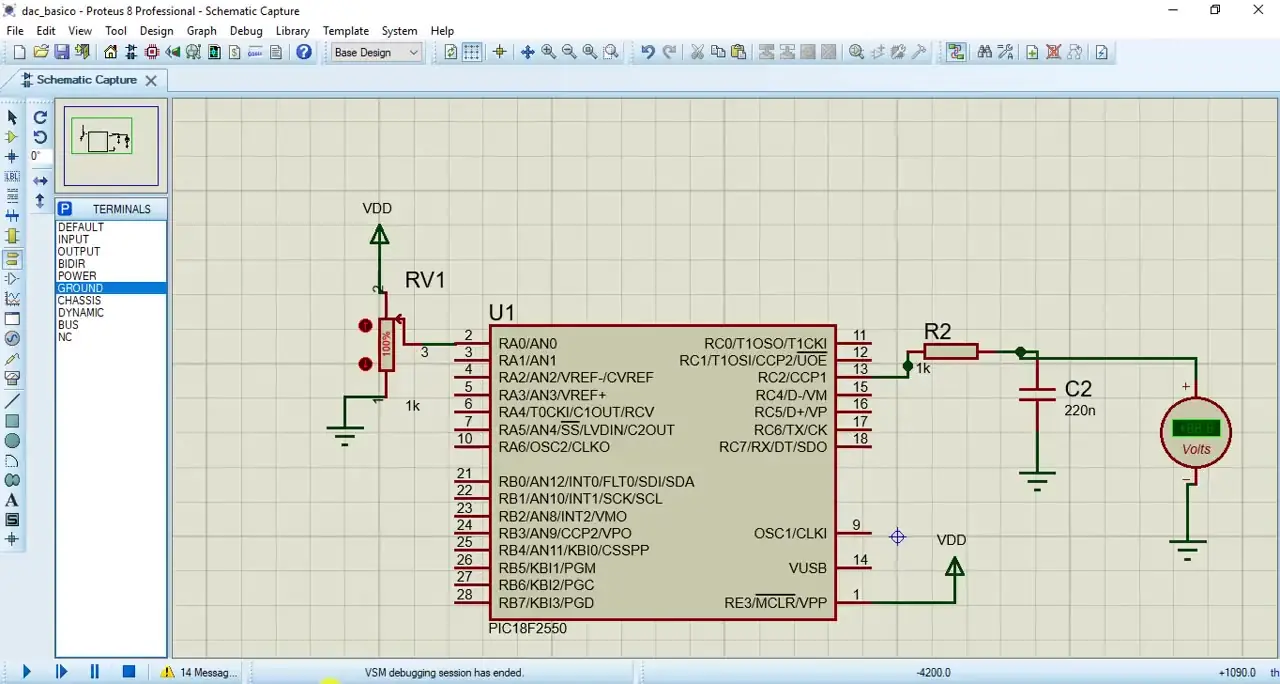 dac_basico - Proteus 8 Professional - Schematic Capture
File Edit View Tool Design Graph Debug Library Template System Help
Base Design
Schematic Capture
0°
LBL
P TERMINALS
DEFAULT
INPUT
OUTPUT
BIDIR
POWER
GROUND
CHASSIS
DYNAMIC
BUS
NC
A
S
VDD
RV1
2
100%
3
1
1k
U1
2 RA0/AN0
3 RA1/AN1
4 RA2/AN2/VREF-/CVREF
5 RA3/AN3/VREF+
6 RA4/T0CKI/C1OUT/RCV
7 RA5/AN4/SS/LVDIN/C2OUT
10 RA6/OSC2/CLKO
21 RB0/AN12/INT0/FLT0/SDI/SDA
22 RB1/AN10/INT1/SCK/SCL
23 RB2/AN8/INT2/VMO
24 RB3/AN9/CCP2/VPO
25 RB4/AN11/KBI0/CSSPP
26 RB5/KBI1/PGM
27 RB6/KBI2/PGC
28 RB7/KBI3/PGD
RC0/T1OSO/T1CKI 11
RC1/T1OSI/CCP2/UOE 12
RC2/CCP1 13
RC4/D-/VM 15
RC5/D+/VP 16
RC6/TX/CK 17
RC7/RX/DT/SDO 18
OSC1/CLKI 9
VUSB 14
RE3/MCLR/VPP 1
PIC18F2550
R2
1k
C2
220n
VDD
+
Volts
14 Messag...
VSM debugging session has ended.
-4200.0
+1090.0
th